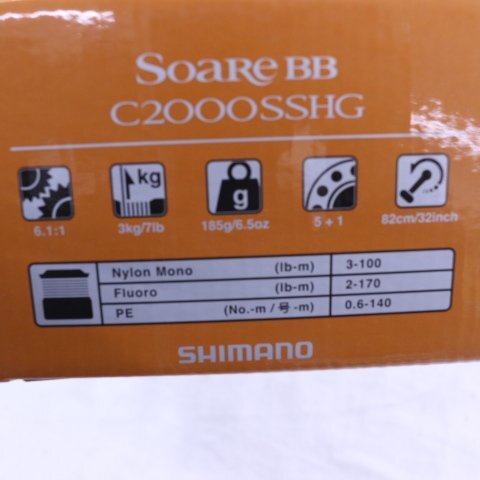 SOARE BB
C2000SSHG
kg
g
6.1:1
3kg/7lb
185g/6.5oz
5 + 1
82cm/32inch
Nylon Mono (lb-m) 3-100
Fluoro (lb-m) 2-170
PE (No.-m / 号 -m) 0.6-140
SHIMANO